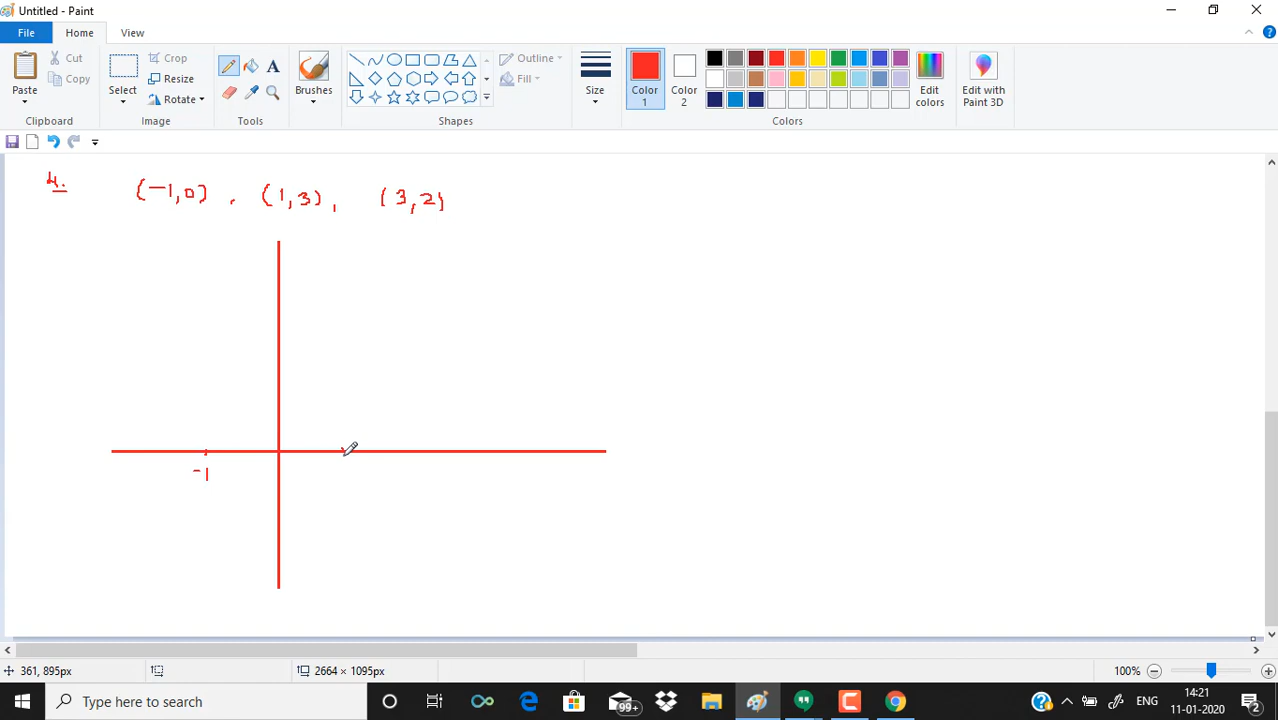 Untitled - Paint
File Home View
Paste Cut Copy Select Crop Resize Rotate Brushes Outline Fill Size Color 1 Color 2 Edit colors Edit with Paint 3D
Clipboard Image Tools Shapes Colors
4. (-1,0), (1,3), (3,2)
-1
361, 895px 2664 × 1095px 100%
Type here to search 99+ ENG 14:21 11-01-2020 2